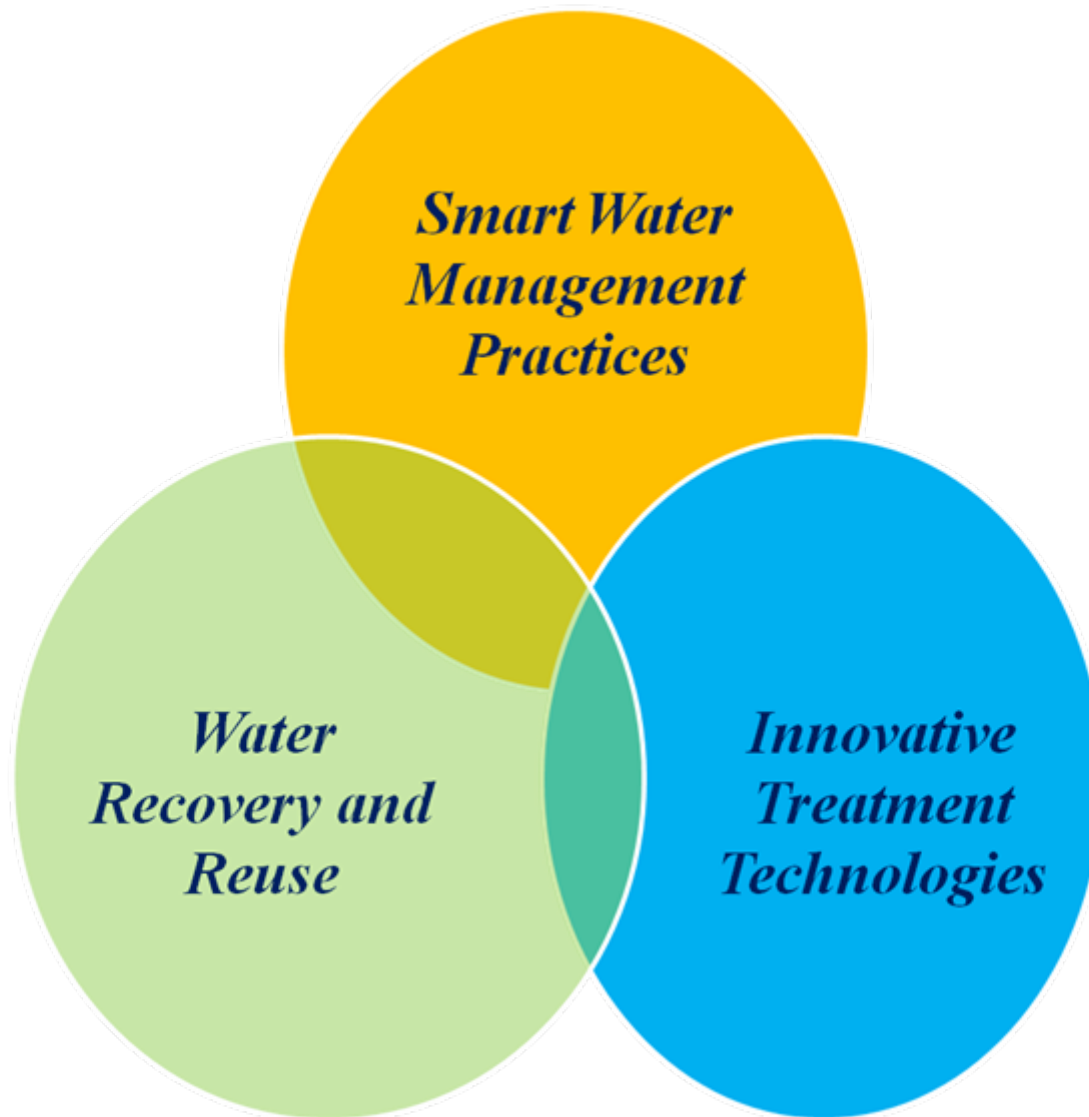 Smart Water
Management
Practices
Water
Recovery and
Reuse
Innovative
Treatment
Technologies